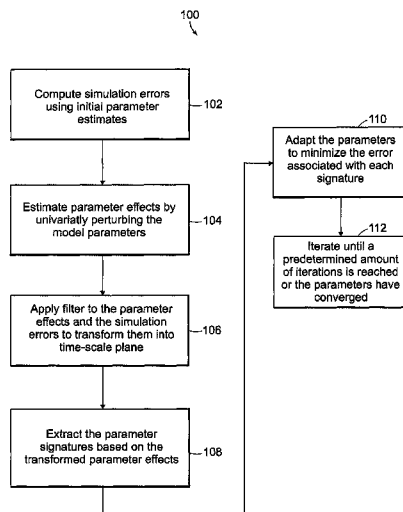 100
Compute simulation errors
using initial parameter
estimates
102
Estimate parameter effects by
univariatly perturbing the
model parameters
104
Apply filter to the parameter
effects and the simulation
errors to transform them into
time-scale plane
106
Extract the parameter
signatures based on the
transformed parameter effects
108
110
Adapt the parameters
to minimize the error
associated with each
signature
112
Iterate until a
predetermined amount
of iterations is reached
or the parameters have
converged